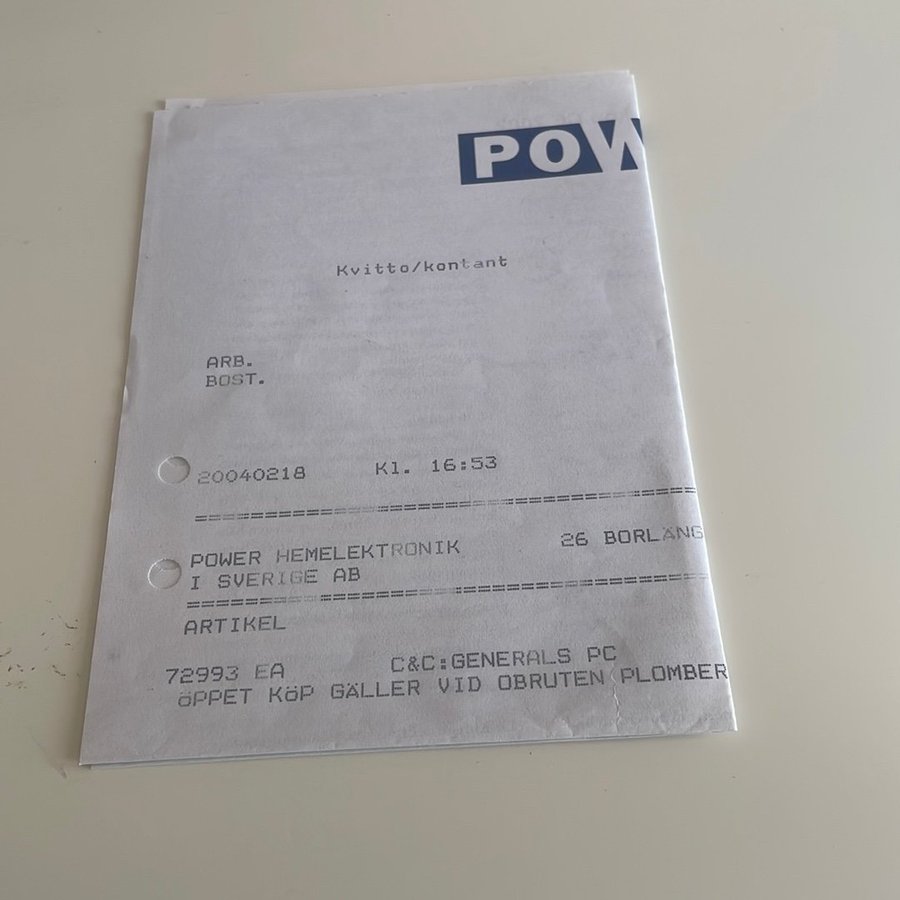 POW
Kvitto/kontant
ARB.
BOST.
20040218 Kl. 16:53
POWER HEMELEKTRONIK 26 BORLÄNG
I SVERIGE AB
ARTIKEL
72993 EA C&C:GENERALS PC
öPPET KöP GÄLLER VID OBRUTEN PLOMBER